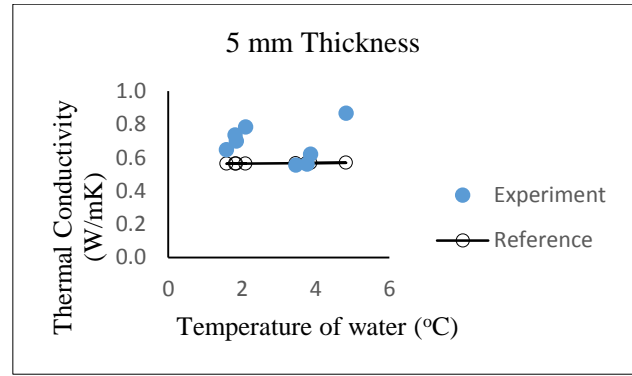 5 mm Thickness
Thermal Conductivity
(W/mK)
1.0
0.8
0.6
0.4
0.2
0.0
0 2 4 6
Temperature of water (°C)
Experiment
Reference